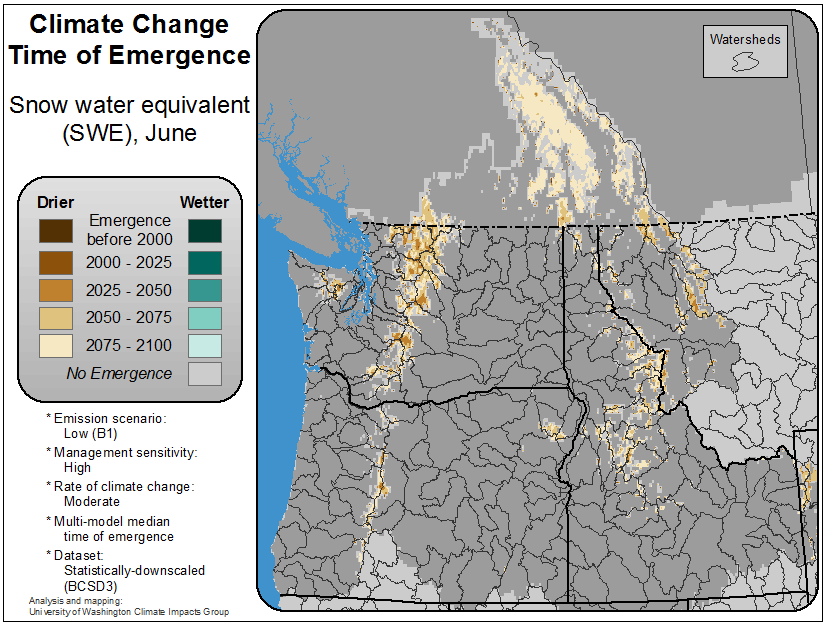 Climate Change
Time of Emergence
Snow water equivalent
(SWE), June
Drier Wetter
Emergence
before 2000
2000 - 2025
2025 - 2050
2050 - 2075
2075 - 2100
No Emergence
* Emission scenario:
Low (B1)
* Management sensitivity:
High
* Rate of climate change:
Moderate
* Multi-model median
time of emergence
* Dataset:
Statistically-downscaled
(BCSD3)
Analysis and mapping:
University of Washington Climate Impacts Group
Watersheds